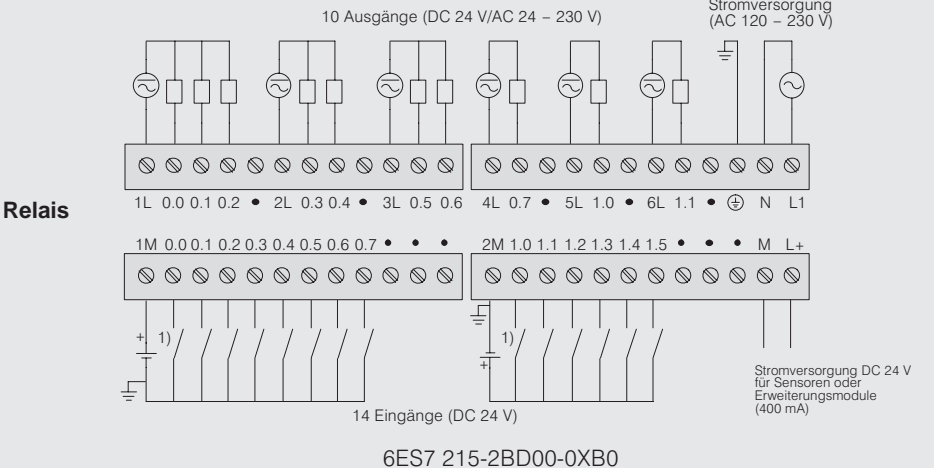 Stromversorgung
10 Ausgänge (DC 24 V/AC 24 – 230 V)
(AC 120 – 230 V)
Relais
1L 0.0 0.1 0.2 • 2L 0.3 0.4 • 3L 0.5 0.6
4L 0.7 • 5L 1.0 • 6L 1.1 • N L1
1M 0.0 0.1 0.2 0.3 0.4 0.5 0.6 0.7 • • •
2M 1.0 1.1 1.2 1.3 1.4 1.5 • • • M L+
+ 1)
1)
+
Stromversorgung DC 24 V
für Sensoren oder
Erweiterungsmodule
(400 mA)
14 Eingänge (DC 24 V)
6ES7 215-2BD00-0XB0